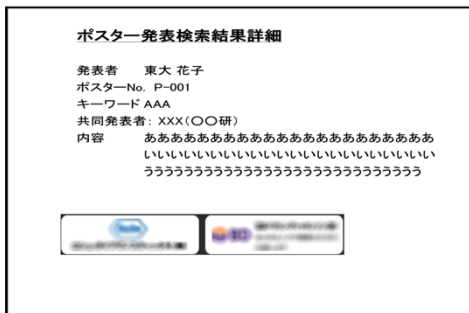 ポスター発表検索結果詳細
発表者　東大 花子
ポスターNo. P-001
キーワード AAA
共同発表者: XXX(〇〇研)
内容　ああああああああああああああああああああああ
いいいいいいいいいいいいいいいいいいいいいい
うううううううううううううううううううううううううううう